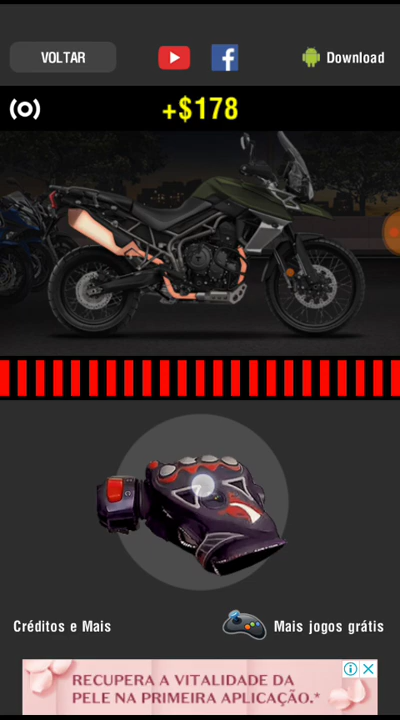 VOLTAR
Download
+$178
Créditos e Mais
Mais jogos grátis
RECUPERA A VITALIDADE DA
PELE NA PRIMEIRA APLICAÇÃO.*